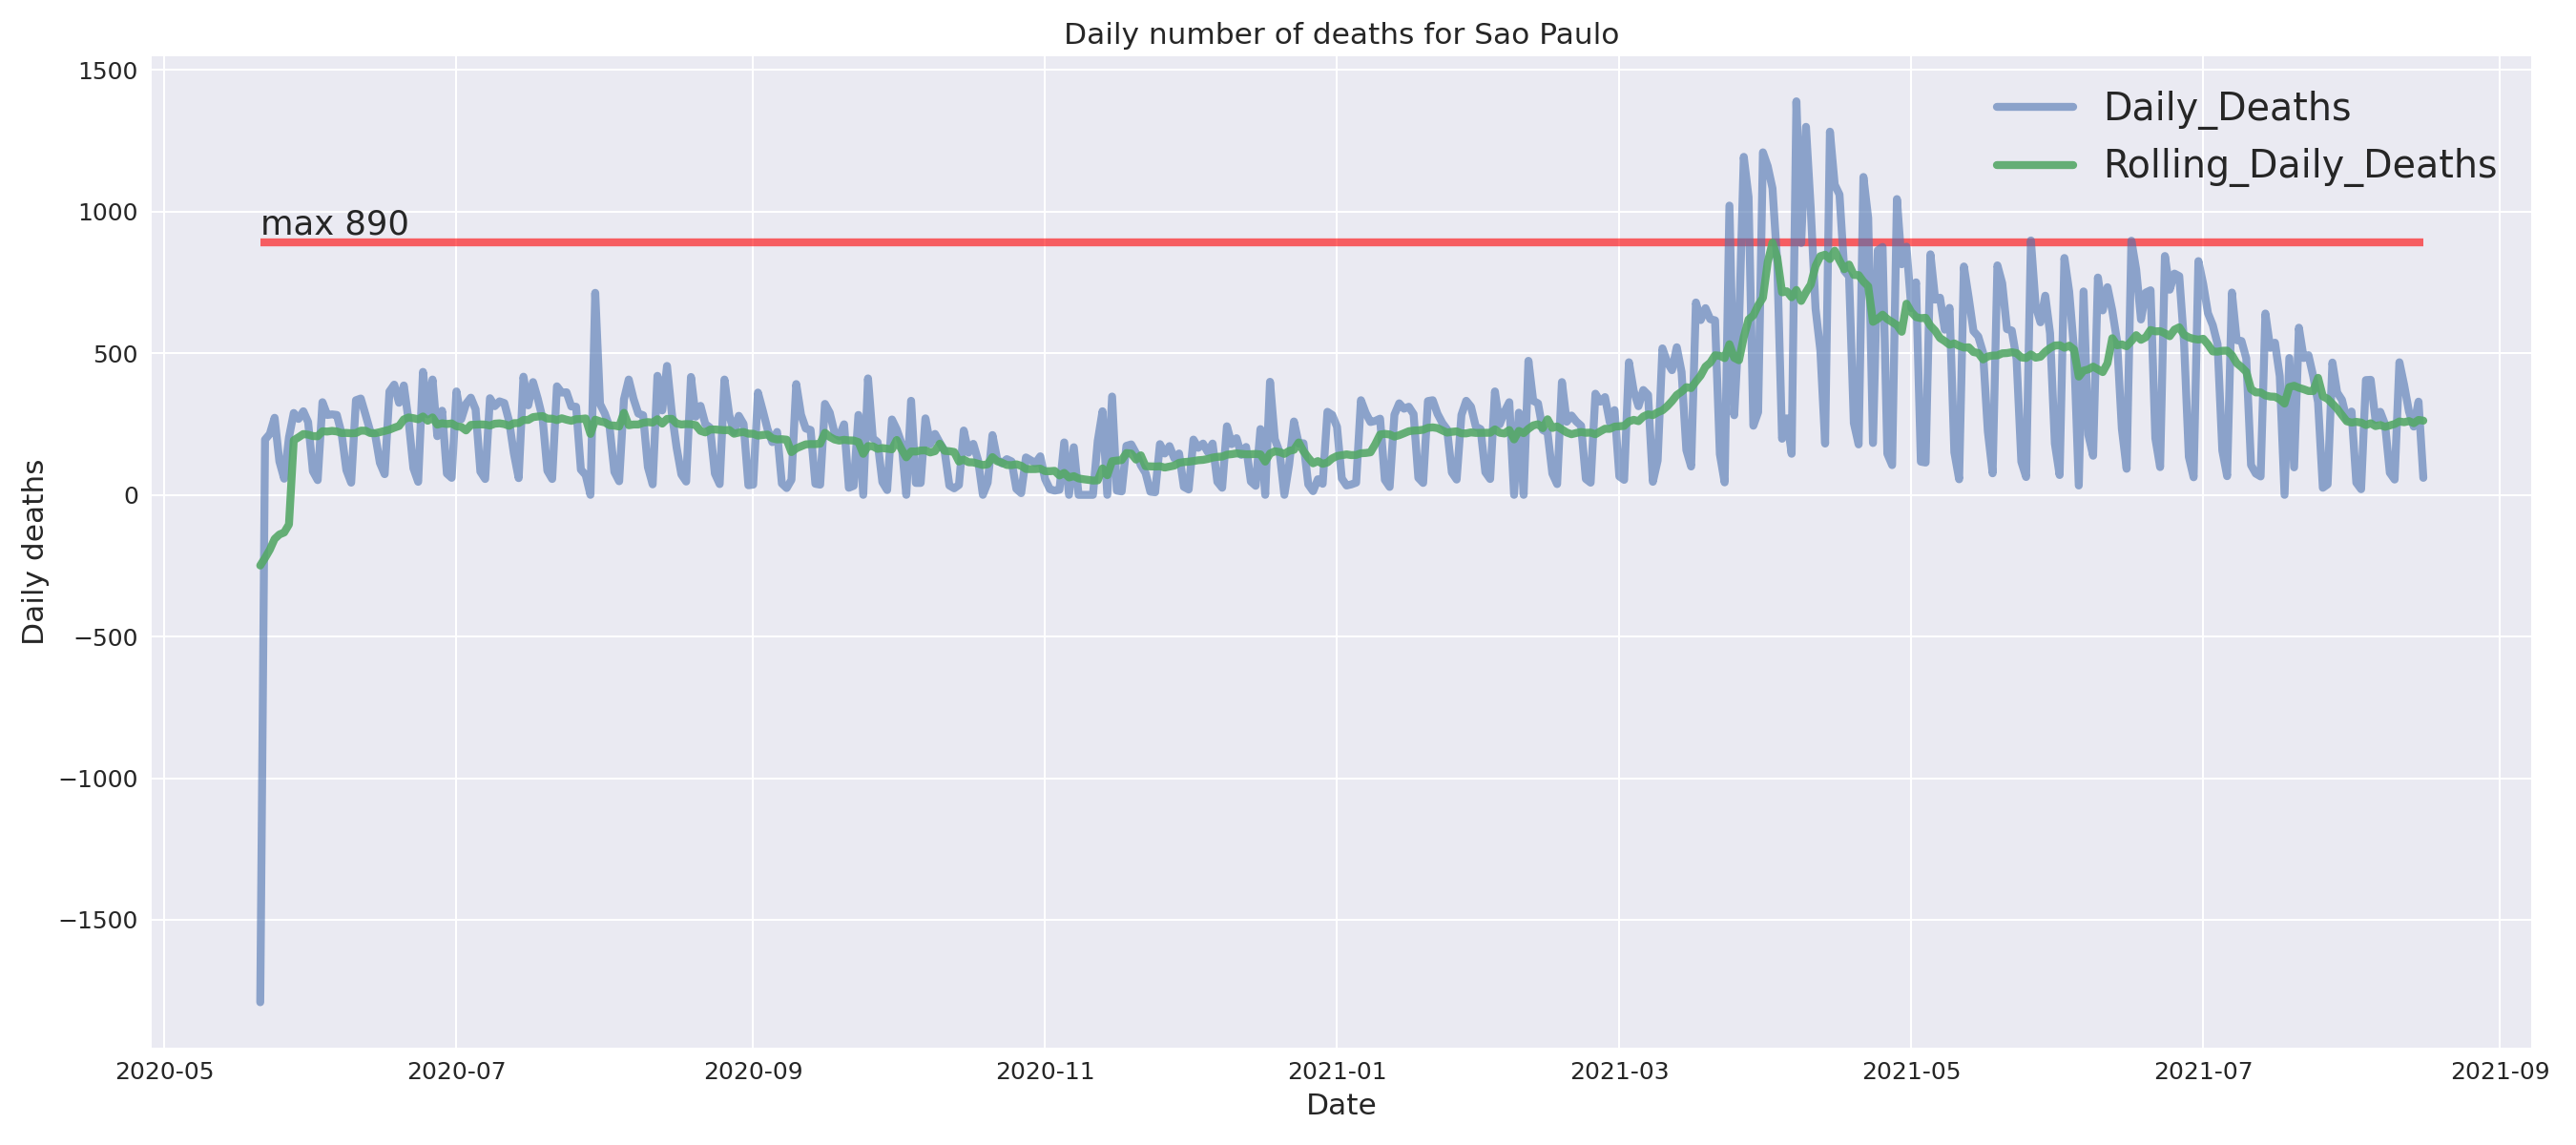 Daily number of deaths for Sao Paulo
1500
1000
500
0
−500
−1000
−1500
Daily deaths
max 890
Daily_Deaths
Rolling_Daily_Deaths
2020-05
2020-07
2020-09
2020-11
2021-01
2021-03
2021-05
2021-07
2021-09
Date